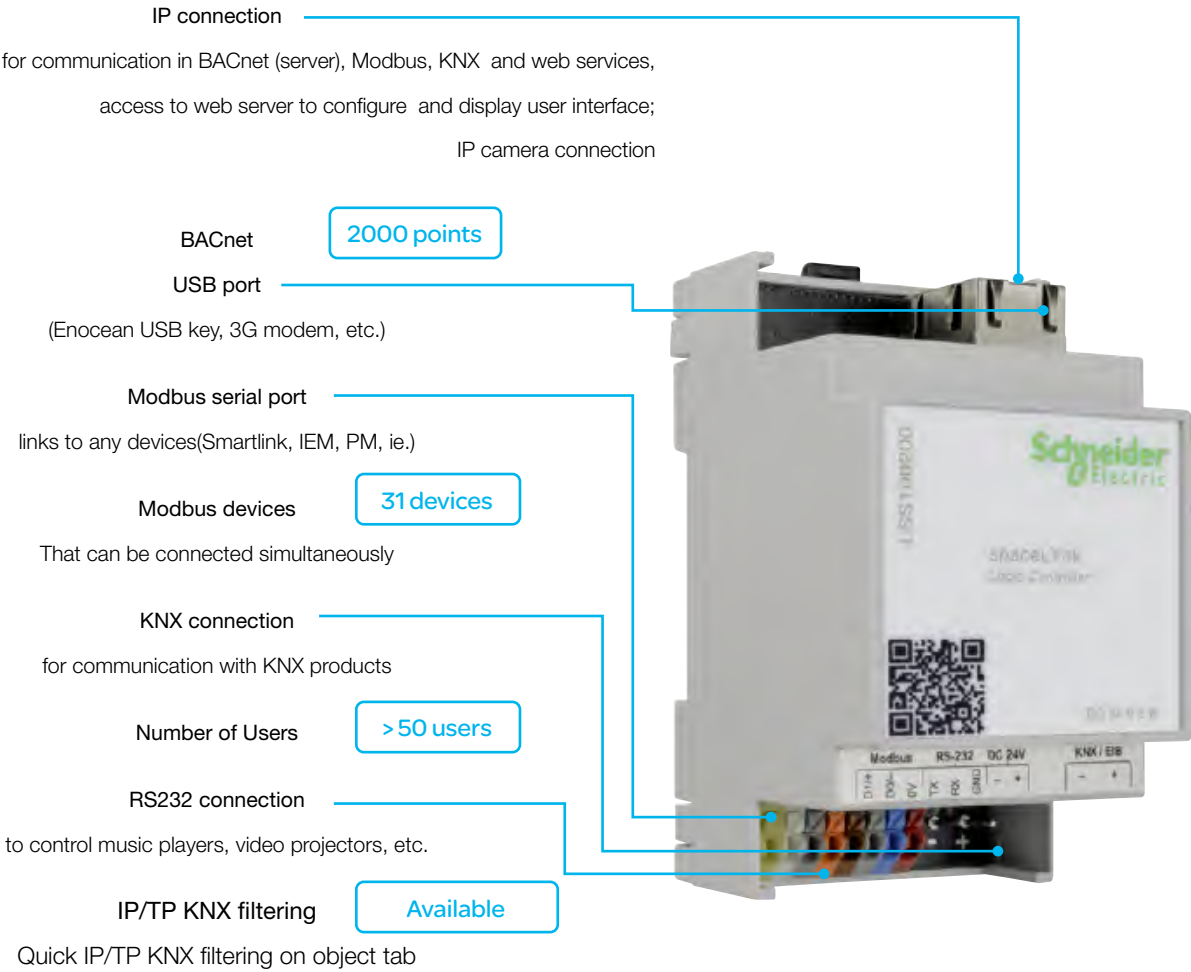 IP connection
for communication in BACnet (server), Modbus, KNX and web services,
access to web server to configure and display user interface;
IP camera connection
BACnet
2000 points
USB port
(Enocean USB key, 3G modem, etc.)
Modbus serial port
links to any devices(Smartlink, IEM, PM, ie.)
Modbus devices
31 devices
That can be connected simultaneously
KNX connection
for communication with KNX products
Number of Users
> 50 users
RS232 connection
to control music players, video projectors, etc.
IP/TP KNX filtering
Available
Quick IP/TP KNX filtering on object tab
Schneider
Electric
Modbus RS-232 DC 24V KNX / EIB
D1/+ D0/- 0V TX RX GND - + - +